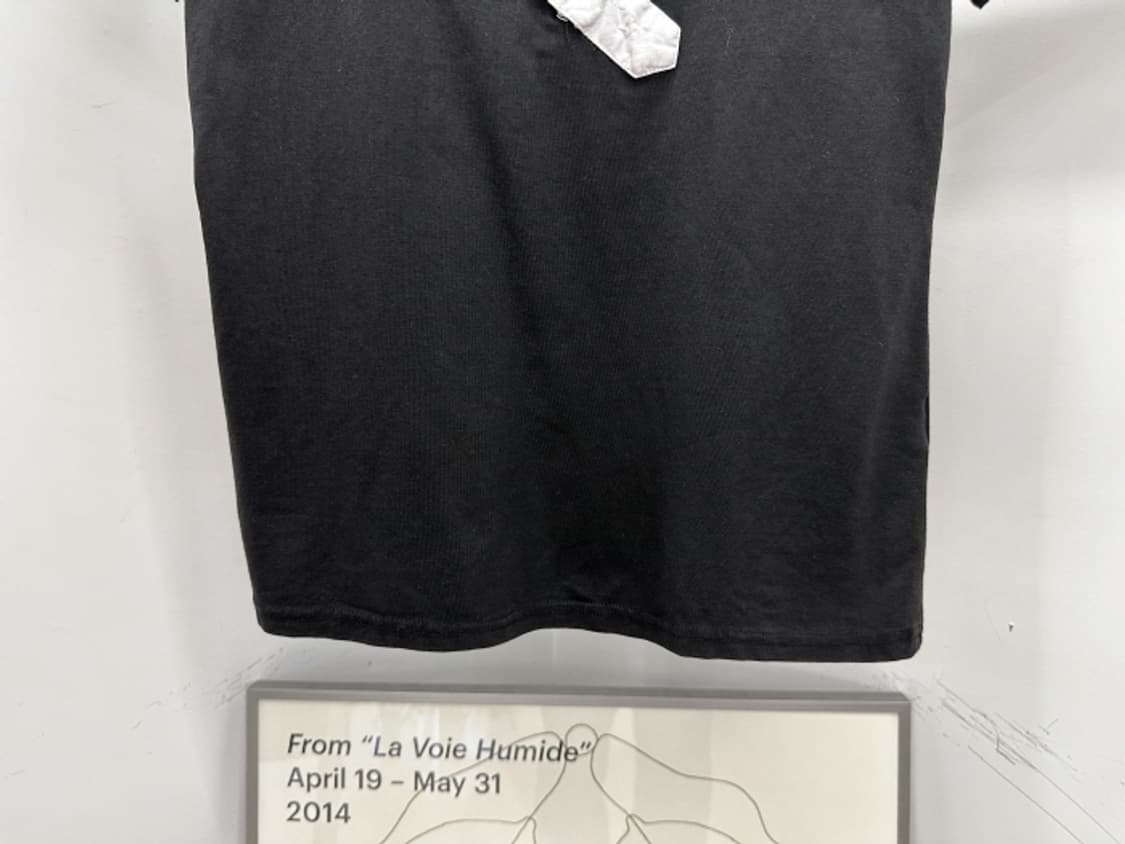 From “La Voie Humide”
April 19 – May 31
2014